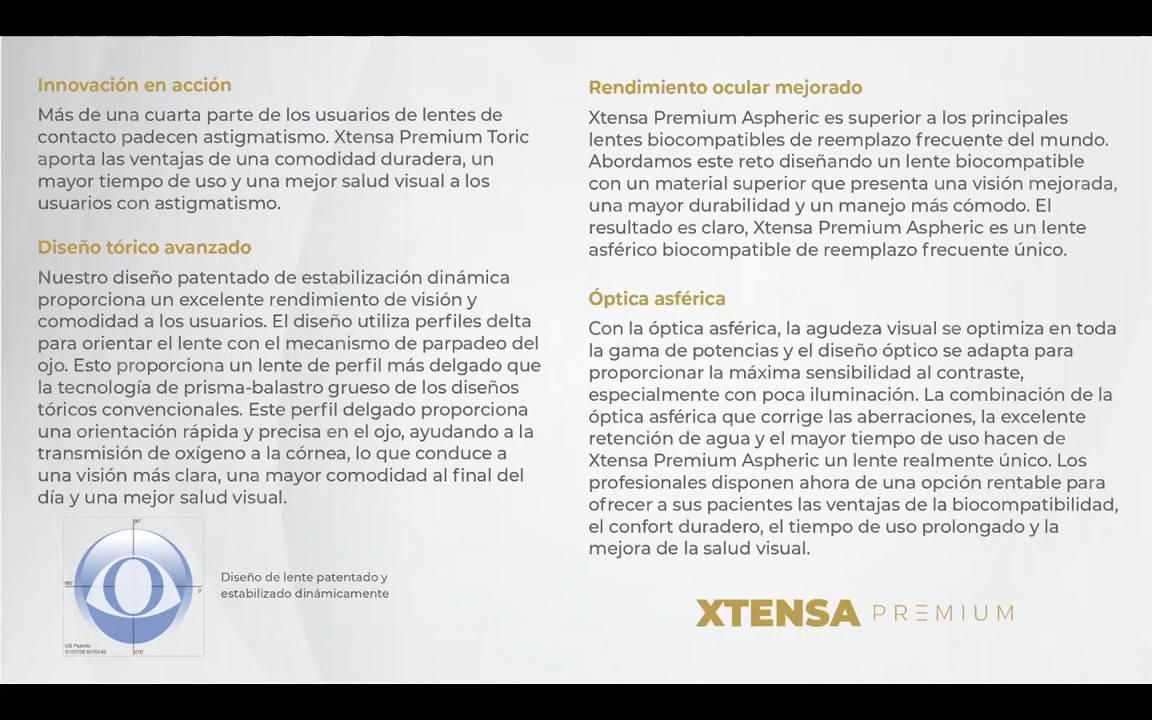 Innovación en acción
Más de una cuarta parte de los usuarios de lentes de
contacto padecen astigmatismo. Xtensa Premium Toric
aporta las ventajas de una comodidad duradera, un
mayor tiempo de uso y una mejor salud visual a los
usuarios con astigmatismo.
Diseño tórico avanzado
Nuestro diseño patentado de estabilización dinámica
proporciona un excelente rendimiento de visión y
comodidad a los usuarios. El diseño utiliza perfiles delta
para orientar el lente con el mecanismo de parpadeo del
ojo. Esto proporciona un lente de perfil más delgado que
la tecnología de prisma-balastro grueso de los diseños
tóricos convencionales. Este perfil delgado proporciona
una orientación rápida y precisa en el ojo, ayudando a la
transmisión de oxígeno a la córnea, lo que conduce a
una visión más clara, una mayor comodidad al final del
día y una mejor salud visual.
90°
180°
0°
270°
US Patents
5125728:5570143
Diseño de lente patentado y
estabilizado dinámicamente
Rendimiento ocular mejorado
Xtensa Premium Aspheric es superior a los principales
lentes biocompatibles de reemplazo frecuente del mundo.
Abordamos este reto diseñando un lente biocompatible
con un material superior que presenta una visión mejorada,
una mayor durabilidad y un manejo más cómodo. El
resultado es claro, Xtensa Premium Aspheric es un lente
asférico biocompatible de reemplazo frecuente único.
Óptica asférica
Con la óptica asférica, la agudeza visual se optimiza en toda
la gama de potencias y el diseño óptico se adapta para
proporcionar la máxima sensibilidad al contraste,
especialmente con poca iluminación. La combinación de la
óptica asférica que corrige las aberraciones, la excelente
retención de agua y el mayor tiempo de uso hacen de
Xtensa Premium Aspheric un lente realmente único. Los
profesionales disponen ahora de una opción rentable para
ofrecer a sus pacientes las ventajas de la biocompatibilidad,
el confort duradero, el tiempo de uso prolongado y la
mejora de la salud visual.
XTENSA PREMIUM